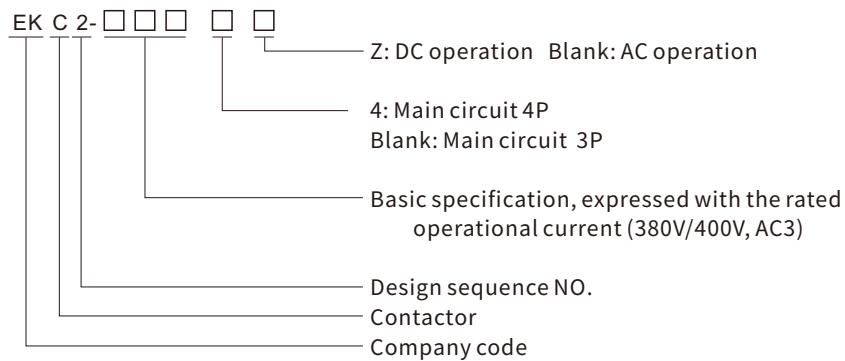 EK C 2-□□□ □ □
Z: DC operation Blank: AC operation
4: Main circuit 4P
Blank: Main circuit 3P
Basic specification, expressed with the rated
operational current (380V/400V, AC3)
Design sequence NO.
Contactor
Company code